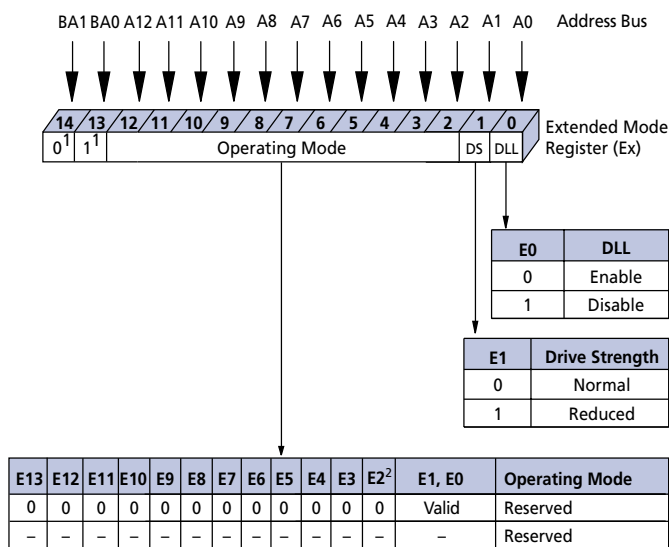 BA1 BA0 A12 A11 A10 A9 A8 A7 A6 A5 A4 A3 A2 A1 A0 Address Bus
14 13 12 11 10 9 8 7 6 5 4 3 2 1 0
Extended Mode
Register (Ex)
0¹ 1¹ Operating Mode DS DLL
E0 DLL
0 Enable
1 Disable
E1 Drive Strength
0 Normal
1 Reduced
E13 E12 E11 E10 E9 E8 E7 E6 E5 E4 E3 E2² E1, E0 Operating Mode
0 0 0 0 0 0 0 0 0 0 0 0 Valid Reserved
– – – – – – – – – – – – – Reserved